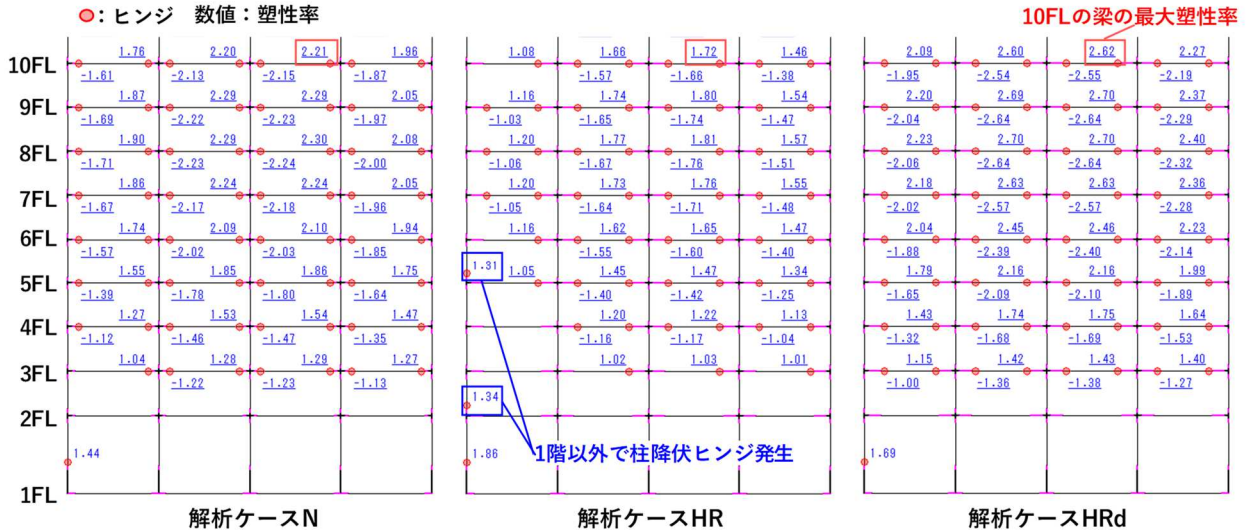 ○：ヒンジ 数値：塑性率
10FLの梁の最大塑性率
1.76 2.20 2.21 1.96 1.08 1.66 1.72 1.46 2.09 2.60 2.62 2.27
10FL
-1.61 -2.13 -2.15 -1.87 -1.57 -1.66 -1.38 -1.95 -2.54 -2.55 -2.19
1.87 2.29 2.29 2.05 1.16 1.74 1.80 1.54 2.20 2.69 2.70 2.37
9FL
-1.69 -2.22 -2.23 -1.97 -1.03 -1.65 -1.74 -1.47 -2.04 -2.64 -2.64 -2.29
1.90 2.29 2.30 2.08 1.20 1.77 1.81 1.57 2.23 2.70 2.70 2.40
8FL
-1.71 -2.23 -2.24 -2.00 -1.06 -1.67 -1.76 -1.51 -2.06 -2.64 -2.64 -2.32
1.86 2.24 2.24 2.05 1.20 1.73 1.76 1.55 2.18 2.63 2.63 2.36
7FL
-1.67 -2.17 -2.18 -1.96 -1.05 -1.64 -1.71 -1.48 -2.02 -2.57 -2.57 -2.28
1.74 2.09 2.10 1.94 1.16 1.62 1.65 1.47 2.04 2.45 2.46 2.23
6FL
-1.57 -2.02 -2.03 -1.85 -1.55 -1.60 -1.40 -1.88 -2.39 -2.40 -2.14
1.55 1.85 1.86 1.75 1.31 1.05 1.45 1.47 1.34 1.79 2.16 2.16 1.99
5FL
-1.39 -1.78 -1.80 -1.64 -1.40 -1.42 -1.25 -1.65 -2.09 -2.10 -1.89
1.27 1.53 1.54 1.47 1.20 1.22 1.13 1.43 1.74 1.75 1.64
4FL
-1.12 -1.46 -1.47 -1.35 -1.16 -1.17 -1.04 -1.32 -1.68 -1.69 -1.53
1.04 1.28 1.29 1.27 1.02 1.03 1.01 1.15 1.42 1.43 1.40
3FL
-1.22 -1.23 -1.13 -1.00 -1.36 -1.38 -1.27
1.34
2FL
1.44 1.86 1階以外で柱降伏ヒンジ発生 1.69
1FL
解析ケースN 解析ケースHR 解析ケースHRd